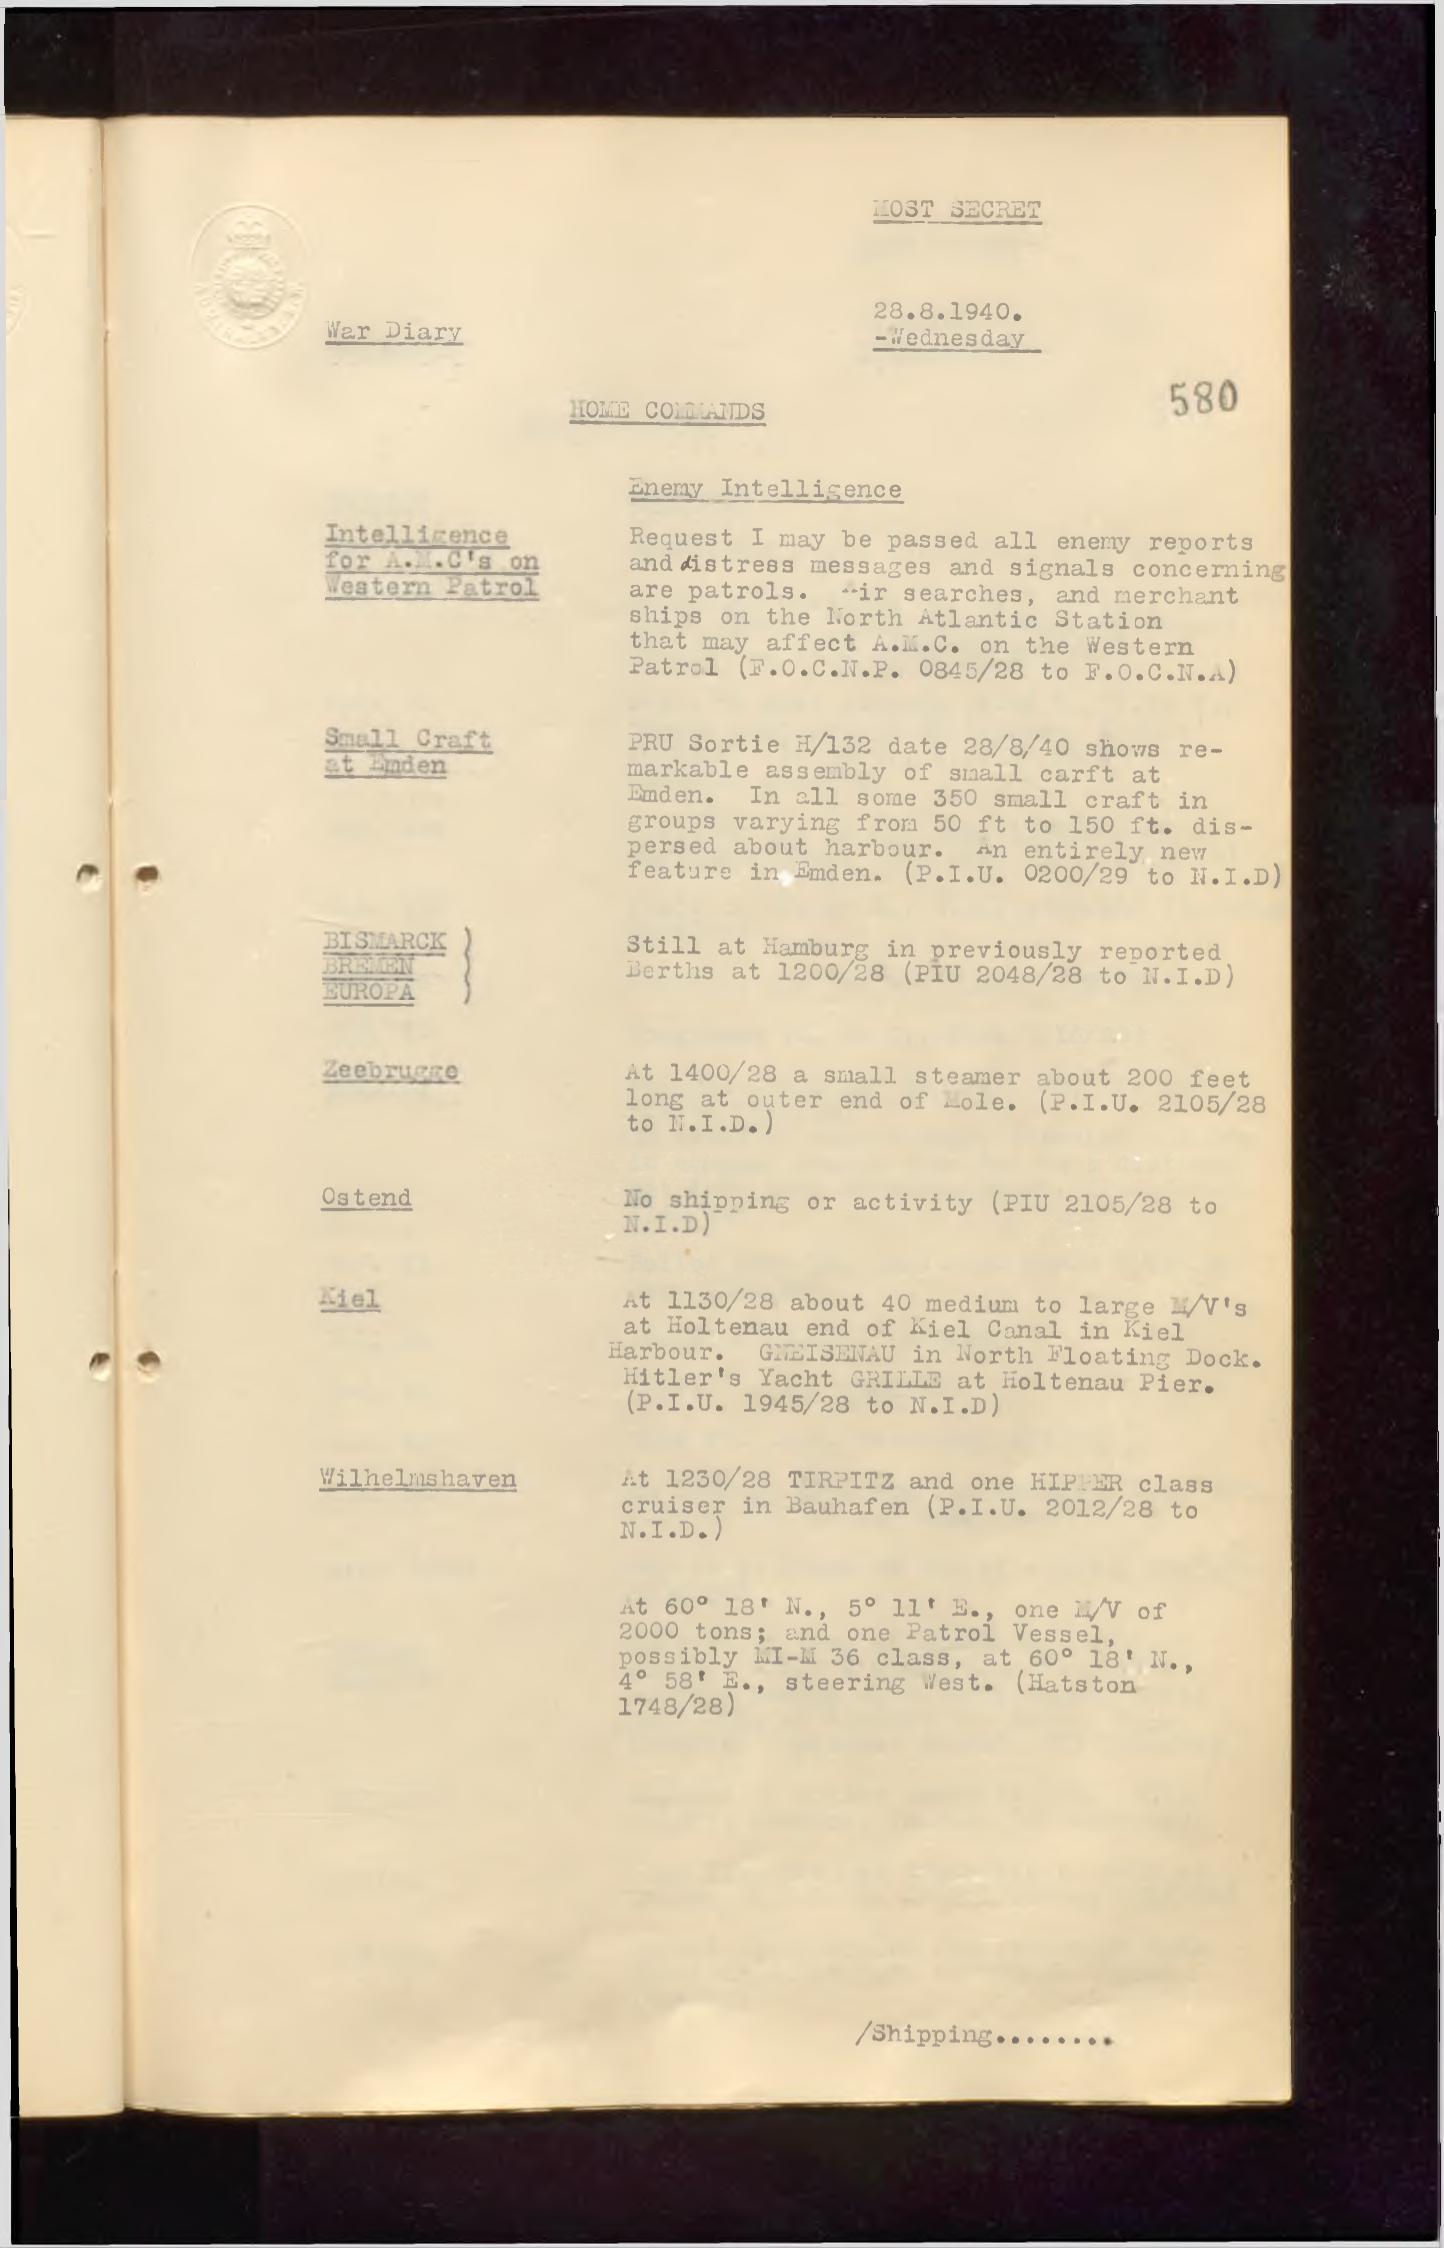 MOST SECRET
28.8.1940.
War Diary
-Wednesday
580
HOME COMMANDS
Enemy Intelligence
Intelligence
for A.M.C's on
Western Patrol
Request I may be passed all enemy reports
and distress messages and signals concerning
are patrols. Air searches, and merchant
ships on the North Atlantic Station
that may affect A.M.C. on the Western
Patrol (F.O.C.N.P. 0845/28 to F.O.C.N.A)
Small Craft
at Emden
PRU Sortie H/132 date 28/8/40 shows re-
markable assembly of small carft at
Emden. In all some 350 small craft in
groups varying from 50 ft to 150 ft. dis-
persed about harbour. An entirely new
feature in Emden. (P.I.U. 0200/29 to N.I.D)
BISMARCK )
BREMEN )
EUROPA )
Still at Hamburg in previously reported
Berths at 1200/28 (PIU 2048/28 to N.I.D)
Zeebrugge
At 1400/28 a small steamer about 200 feet
long at outer end of Mole. (P.I.U. 2105/28
to N.I.D.)
Ostend
No shipping or activity (PIU 2105/28 to
N.I.D)
Kiel
At 1130/28 about 40 medium to large M/V's
at Holtenau end of Kiel Canal in Kiel
Harbour. GNEISENAU in North Floating Dock.
Hitler's Yacht GRILLE at Holtenau Pier.
(P.I.U. 1945/28 to N.I.D)
Wilhelmshaven
At 1230/28 TIRPITZ and one HIPPER class
cruiser in Bauhafen (P.I.U. 2012/28 to
N.I.D.)
At 60° 18' N., 5° 11' E., one M/V of
2000 tons; and one Patrol Vessel,
possibly MI-M 36 class, at 60° 18' N.,
4° 58' E., steering West. (Hatston
1748/28)
/Shipping........